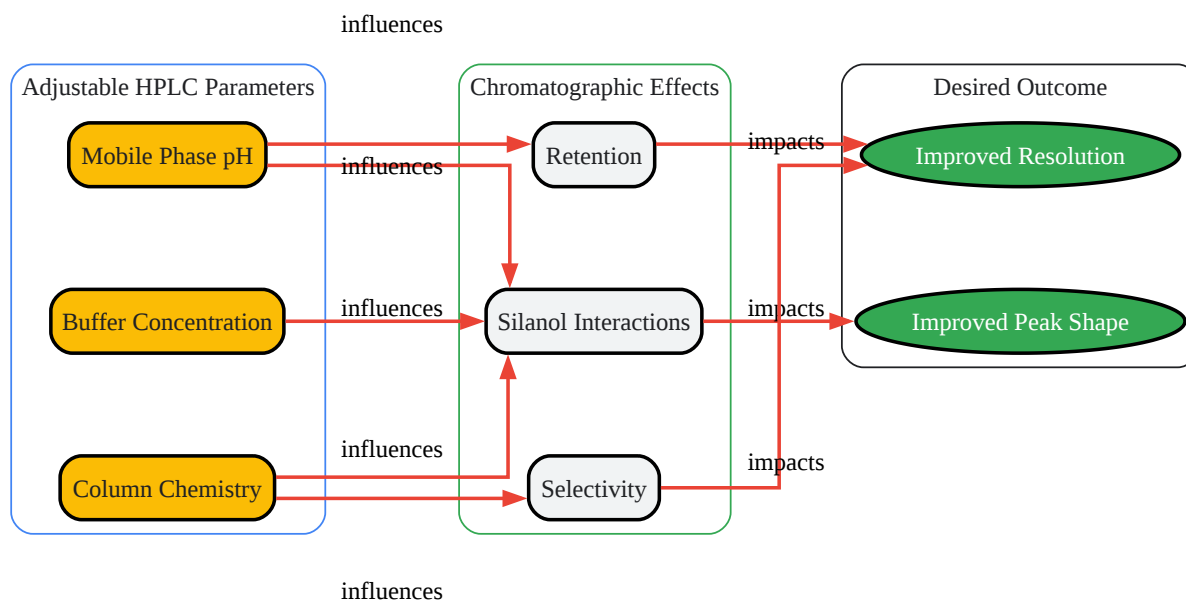 influences
Adjustable HPLC Parameters
Chromatographic Effects
Desired Outcome
Mobile Phase pH
influences
Retention
impacts
Improved Resolution
Buffer Concentration
influences
Silanol Interactions
impacts
Improved Peak Shape
Column Chemistry
influences
Selectivity
impacts
influences